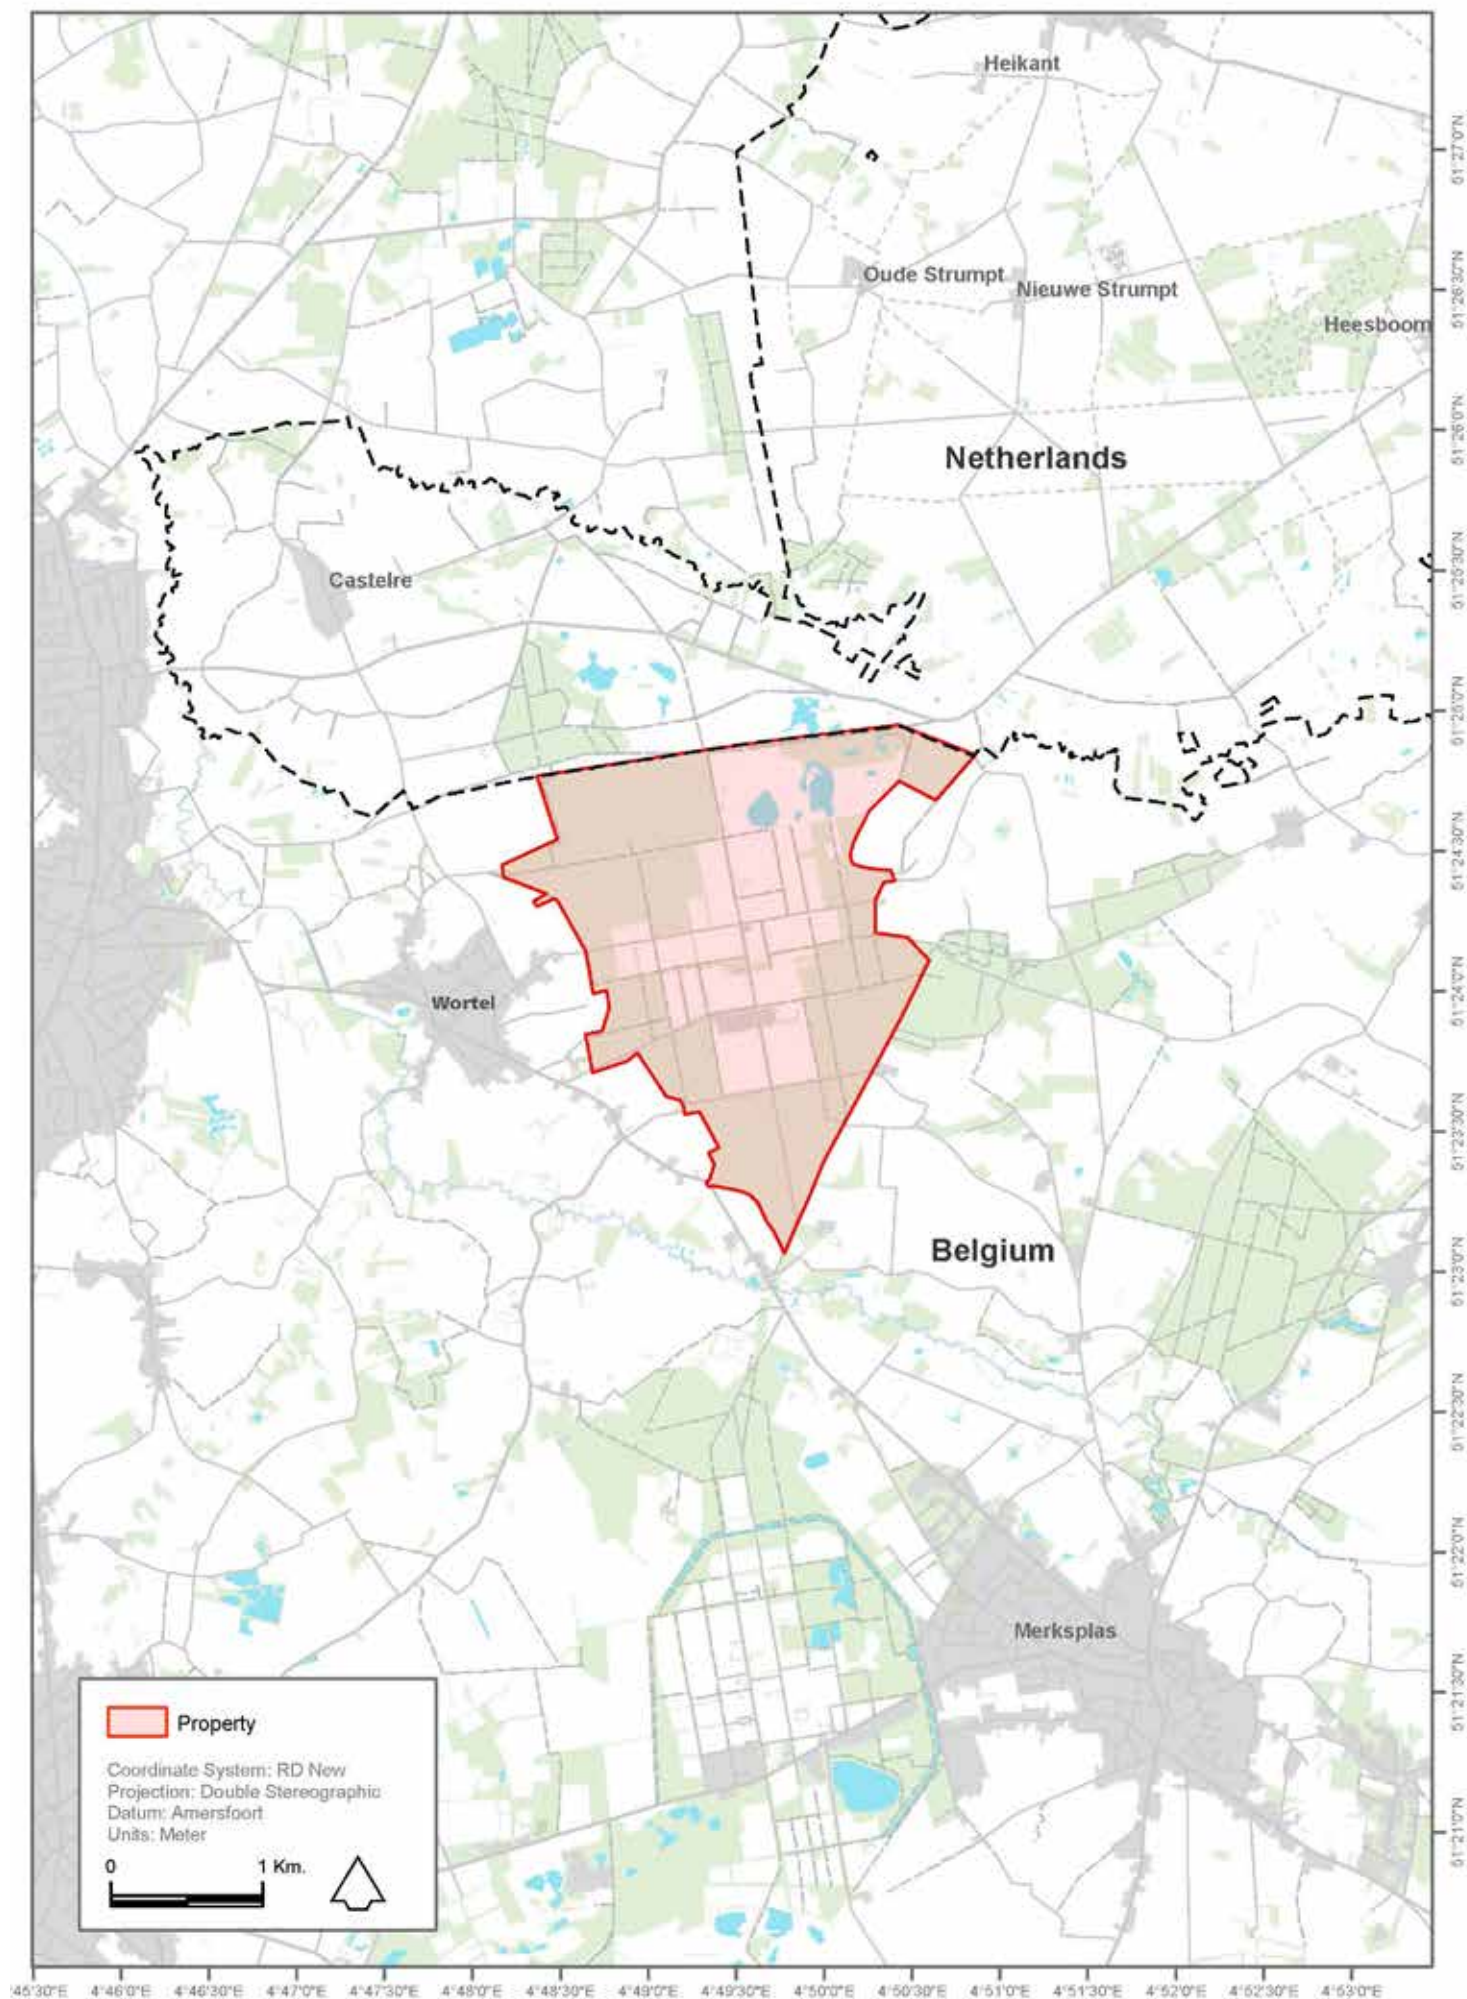 Heikant
51°27'0"N
Oude Strumpt
Nieuwe Strumpt
51°26'30"N
Heesboom
51°26'0"N
Netherlands
51°25'30"N
Castelre
51°25'0"N
51°24'30"N
Wortel
51°24'0"N
51°23'30"N
Belgium
51°23'0"N
51°22'30"N
51°22'0"N
Merksplas
51°21'30"N
Property
Coordinate System: RD New
Projection: Double Stereographic
Datum: Amersfoort
Units: Meter
51°21'0"N
0 1 Km.
4°45'30"E 4°46'0"E 4°46'30"E 4°47'0"E 4°47'30"E 4°48'0"E 4°48'30"E 4°49'0"E 4°49'30"E 4°50'0"E 4°50'30"E 4°51'0"E 4°51'30"E 4°52'0"E 4°52'30"E 4°53'0"E